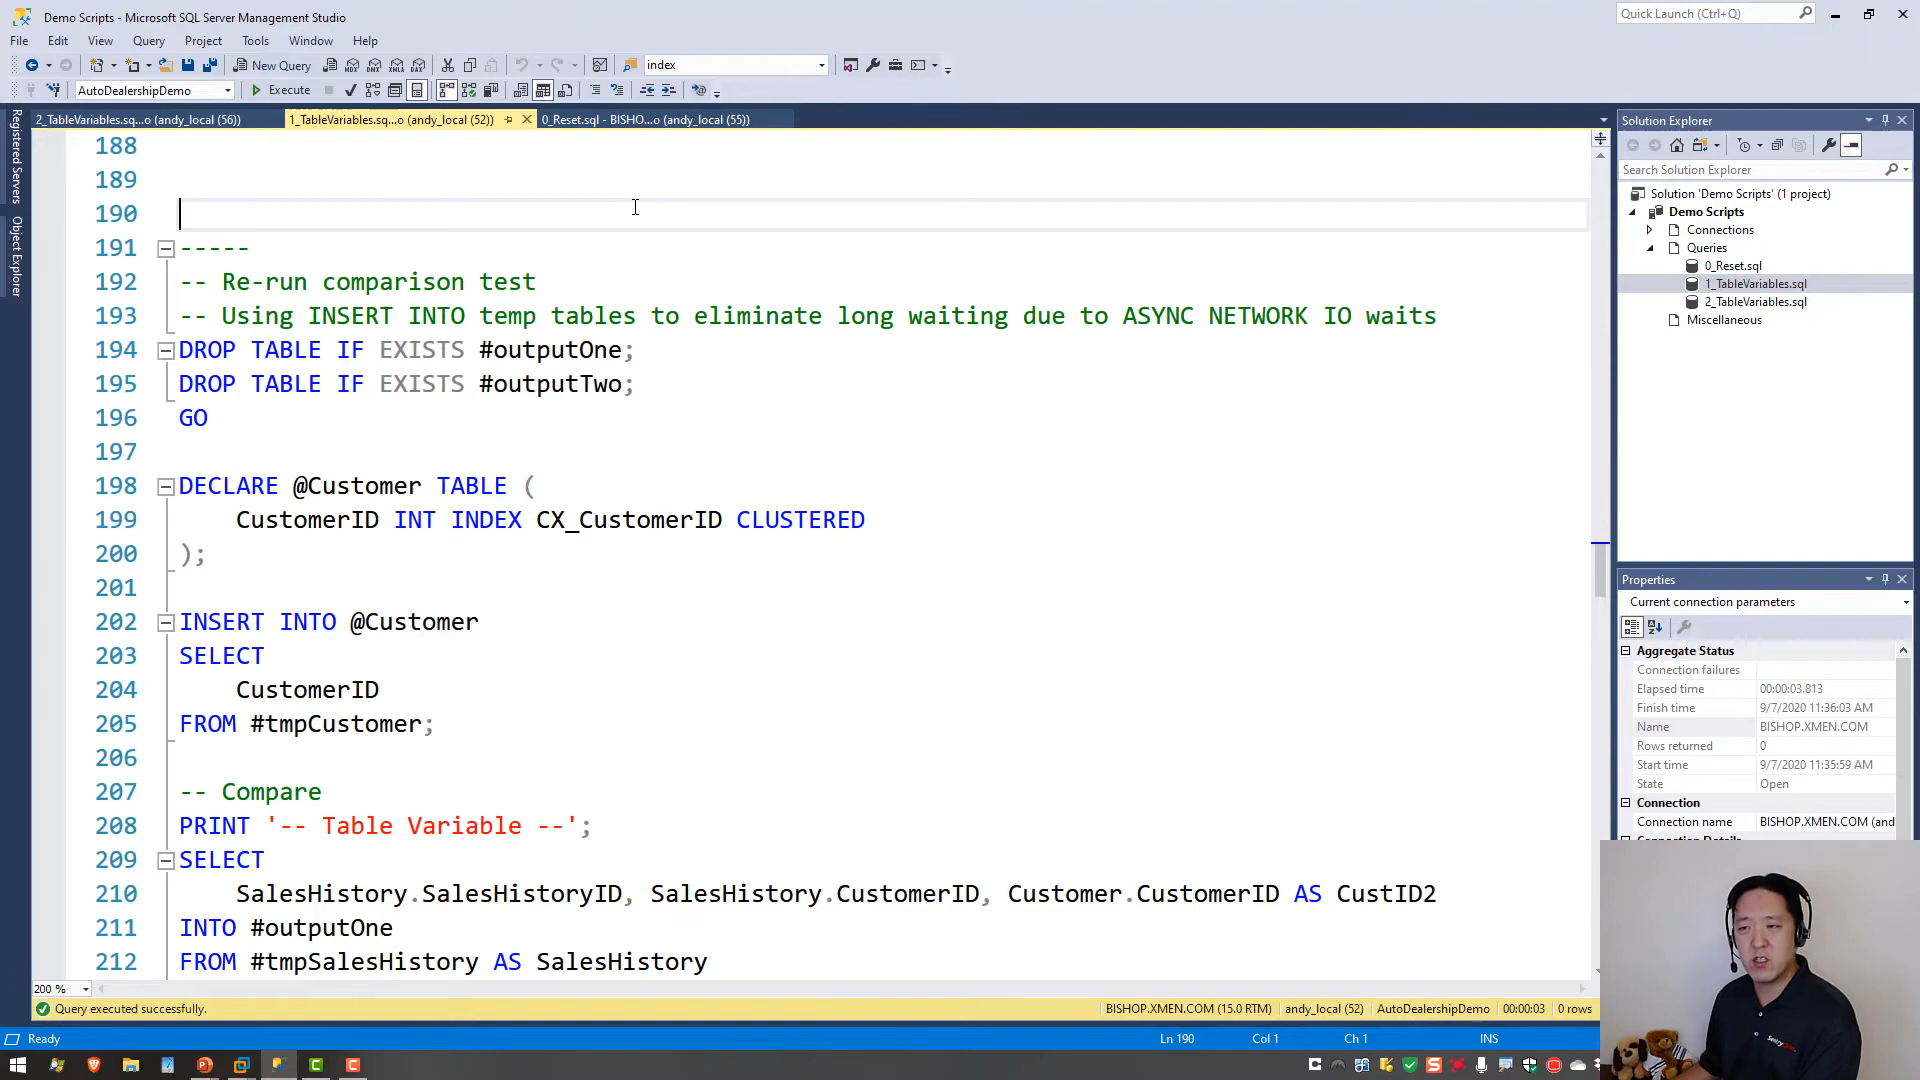 Demo Scripts - Microsoft SQL Server Management Studio
Quick Launch (Ctrl+Q)
File Edit View Query Project Tools Window Help
New Query
index
AutoDealershipDemo
Execute
2_TableVariables.sq...o (andy_local (56))
1_TableVariables.sq...o (andy_local (52))
0_Reset.sql - BISHO...o (andy_local (55))
Registered Servers
Object Explorer
188
189
190
191 -----
192 -- Re-run comparison test
193 -- Using INSERT INTO temp tables to eliminate long waiting due to ASYNC NETWORK IO waits
194 DROP TABLE IF EXISTS #outputOne;
195 DROP TABLE IF EXISTS #outputTwo;
196 GO
197
198 DECLARE @Customer TABLE (
199 CustomerID INT INDEX CX_CustomerID CLUSTERED
200 );
201
202 INSERT INTO @Customer
203 SELECT
204 CustomerID
205 FROM #tmpCustomer;
206
207 -- Compare
208 PRINT '-- Table Variable --';
209 SELECT
210 SalesHistory.SalesHistoryID, SalesHistory.CustomerID, Customer.CustomerID AS CustID2
211 INTO #outputOne
212 FROM #tmpSalesHistory AS SalesHistory
200 %
Query executed successfully.
BISHOP.XMEN.COM (15.0 RTM) andy_local (52) AutoDealershipDemo 00:00:03 0 rows
Ready
Ln 190 Col 1 Ch 1 INS
Solution Explorer
Search Solution Explorer
Solution 'Demo Scripts' (1 project)
Demo Scripts
Connections
Queries
0_Reset.sql
1_TableVariables.sql
2_TableVariables.sql
Miscellaneous
Properties
Current connection parameters
Aggregate Status
Connection failures
Elapsed time 00:00:03.813
Finish time 9/7/2020 11:36:03 AM
Name BISHOP.XMEN.COM
Rows returned 0
Start time 9/7/2020 11:35:59 AM
State Open
Connection
Connection name BISHOP.XMEN.COM (and